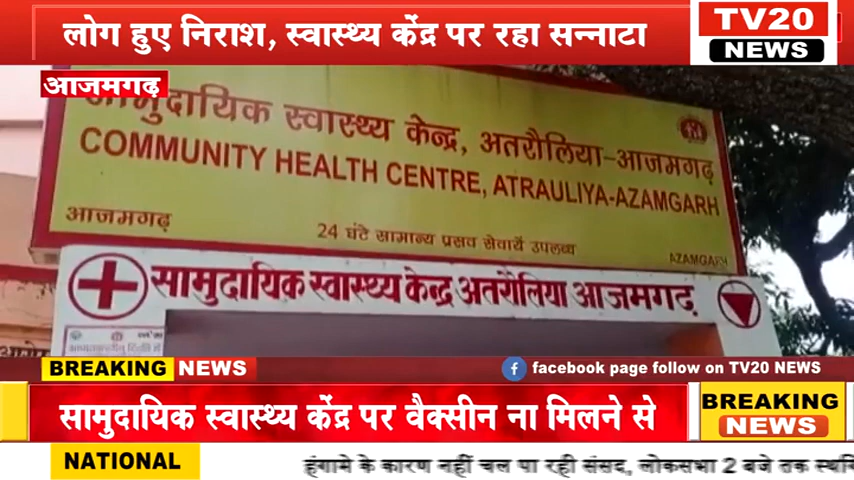 लोग हुए निराश, स्वास्थ्य केंद्र पर रहा सन्नाटा
TV20
NEWS
आजमगढ़
सामुदायिक स्वास्थ्य केन्द्र, अतरौलिया-आजमगढ़
COMMUNITY HEALTH CENTRE, ATRAULIYA-AZAMGARH
आजमगढ़
24 घंटे सामान्य प्रसव सेवायें उपलब्ध
AZAMGARH
सामुदायिक स्वास्थ्य केन्द्र अतरौलिया आजमगढ़
BREAKING NEWS
facebook page follow on TV20 NEWS
सामुदायिक स्वास्थ्य केंद्र पर वैक्सीन ना मिलने से
BREAKING
NEWS
NATIONAL
हंगामे के कारण नहीं चल पा रही संसद, लोकसभा 2 बजे तक